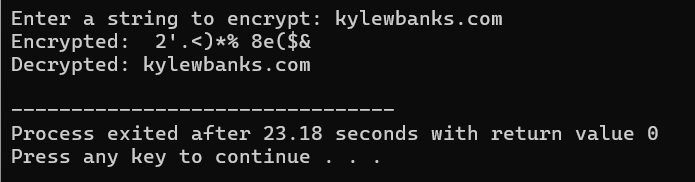 Enter a string to encrypt: kylewbanks.com
Encrypted:  2'.<)*% 8e($&
Decrypted: kylewbanks.com
--------------------------------
Process exited after 23.18 seconds with return value 0
Press any key to continue . . .